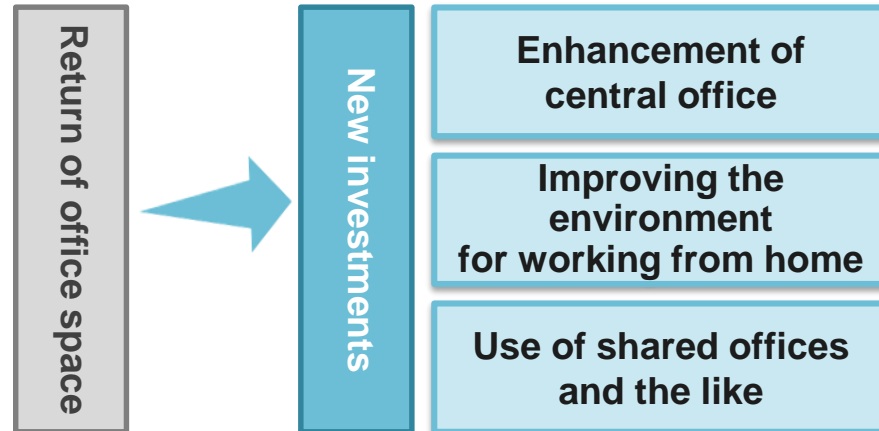 Return of office space
New investments
Enhancement of
central office
Improving the
environment
for working from home
Use of shared offices
and the like